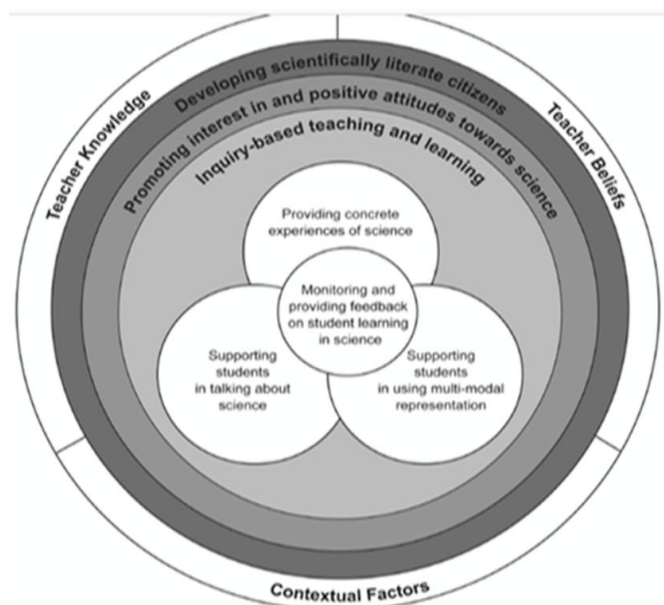 Teacher Knowledge
Teacher Beliefs
Developing scientifically literate citizens
Promoting interest in and positive attitudes towards science
Inquiry-based teaching and learning
Providing concrete
experiences of science
Monitoring and
providing feedback
on student learning
in science
Supporting
students
in talking about
science
Supporting
students
in using multi-modal
representation
Contextual Factors